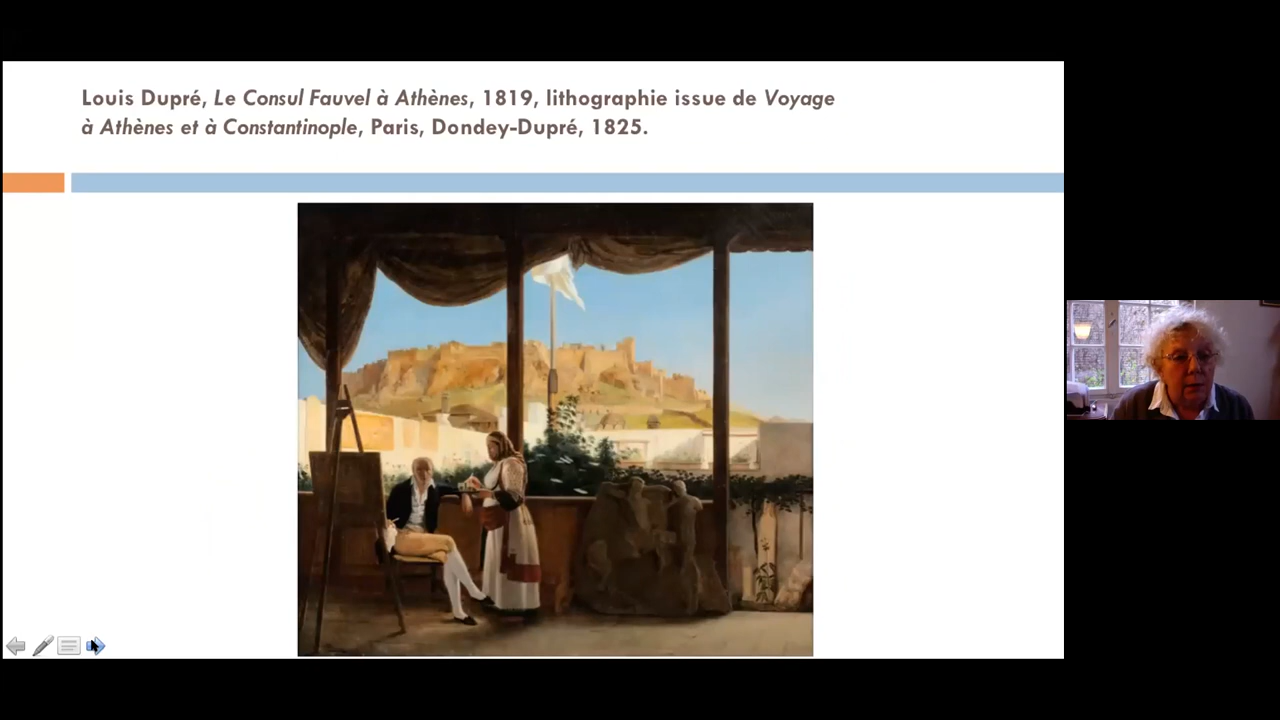 Louis Dupré, Le Consul Fauvel à Athènes, 1819, lithographie issue de Voyage
à Athènes et à Constantinople, Paris, Dondey-Dupré, 1825.